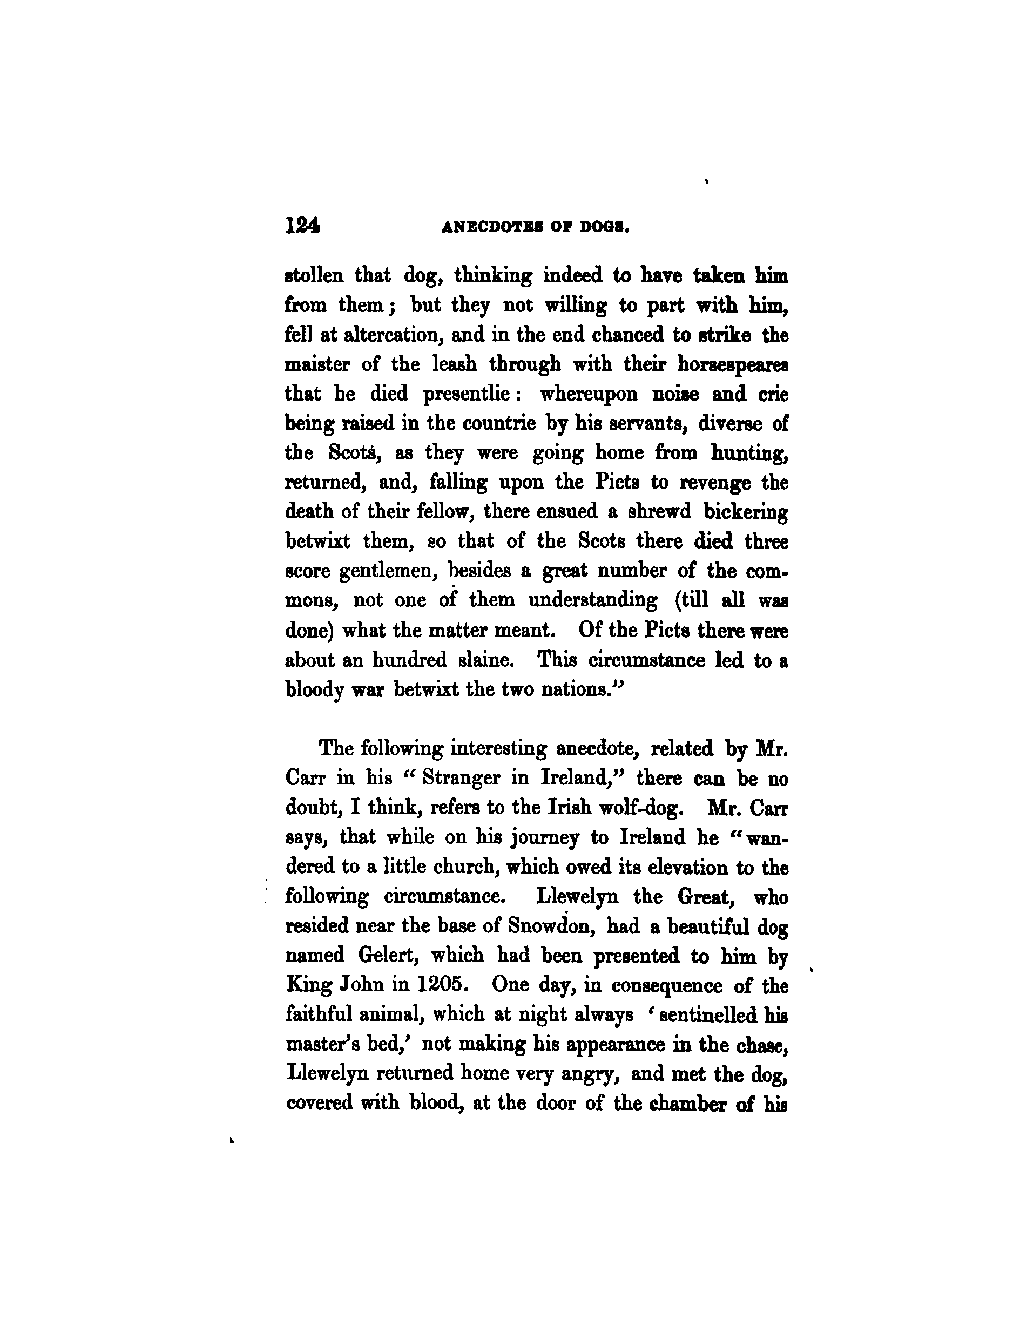 124 ANECDOTES OF DOGS.
stollen that dog, thinking indeed to have taken him
from them; but they not willing to part with him,
fell at altercation, and in the end chanced to strike the
maister of the leash through with their horsespeares
that he died presentlie: whereupon noise and crie
being raised in the countrie by his servants, diverse of
the Scots, as they were going home from hunting,
returned, and, falling upon the Picts to revenge the
death of their fellow, there ensued a shrewd bickering
betwixt them, so that of the Scots there died three
score gentlemen, besides a great number of the com-
mons, not one of them understanding (till all was
done) what the matter meant. Of the Picts there were
about an hundred slaine. This circumstance led to a
bloody war betwixt the two nations."
The following interesting anecdote, related by Mr.
Carr in his "Stranger in Ireland," there can be no
doubt, I think, refers to the Irish wolf-dog. Mr. Carr
says, that while on his journey to Ireland he "wan-
dered to a little church, which owed its elevation to the
following circumstance. Llewelyn the Great, who
resided near the base of Snowdon, had a beautiful dog
named Gelert, which had been presented to him by
King John in 1205. One day, in consequence of the
faithful animal, which at night always 'sentinelled his
master's bed,' not making his appearance in the chase,
Llewelyn returned home very angry, and met the dog,
covered with blood, at the door of the chamber of his